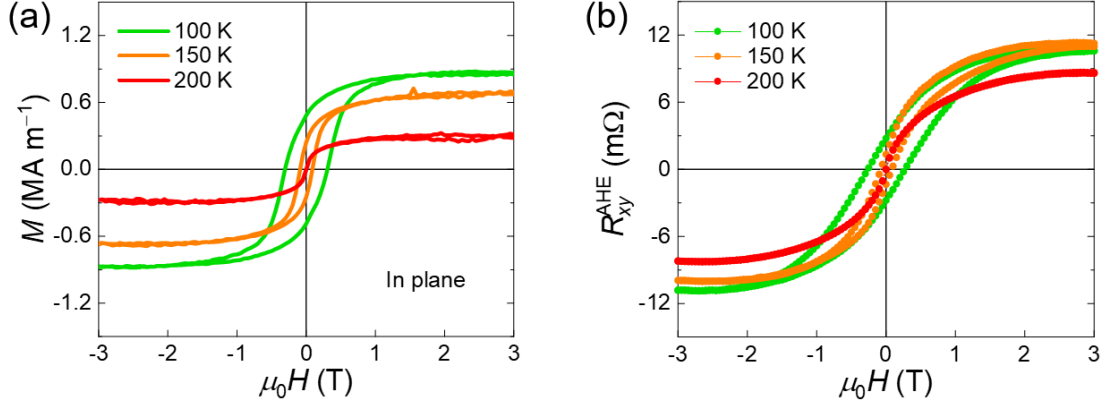 (a)
1.2
0.6
0.0
-0.6
-1.2
M (MA m⁻¹)
100 K
150 K
200 K
In plane
-3 -2 -1 0 1 2 3
μ₀H (T)
(b)
12
6
0
-6
-12
R_xy^AHE (mΩ)
100 K
150 K
200 K
-3 -2 -1 0 1 2 3
μ₀H (T)